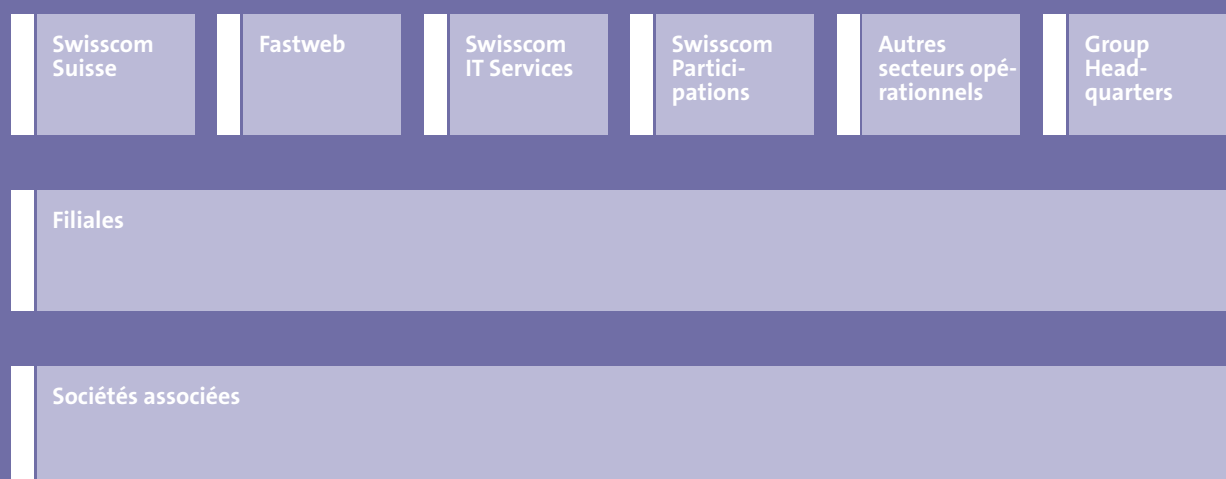 Swisscom
Suisse
Fastweb
Swisscom
IT Services
Swisscom
Partici-
pations
Autres
secteurs opé-
rationnels
Group
Head-
quarters
Filiales
Sociétés associées